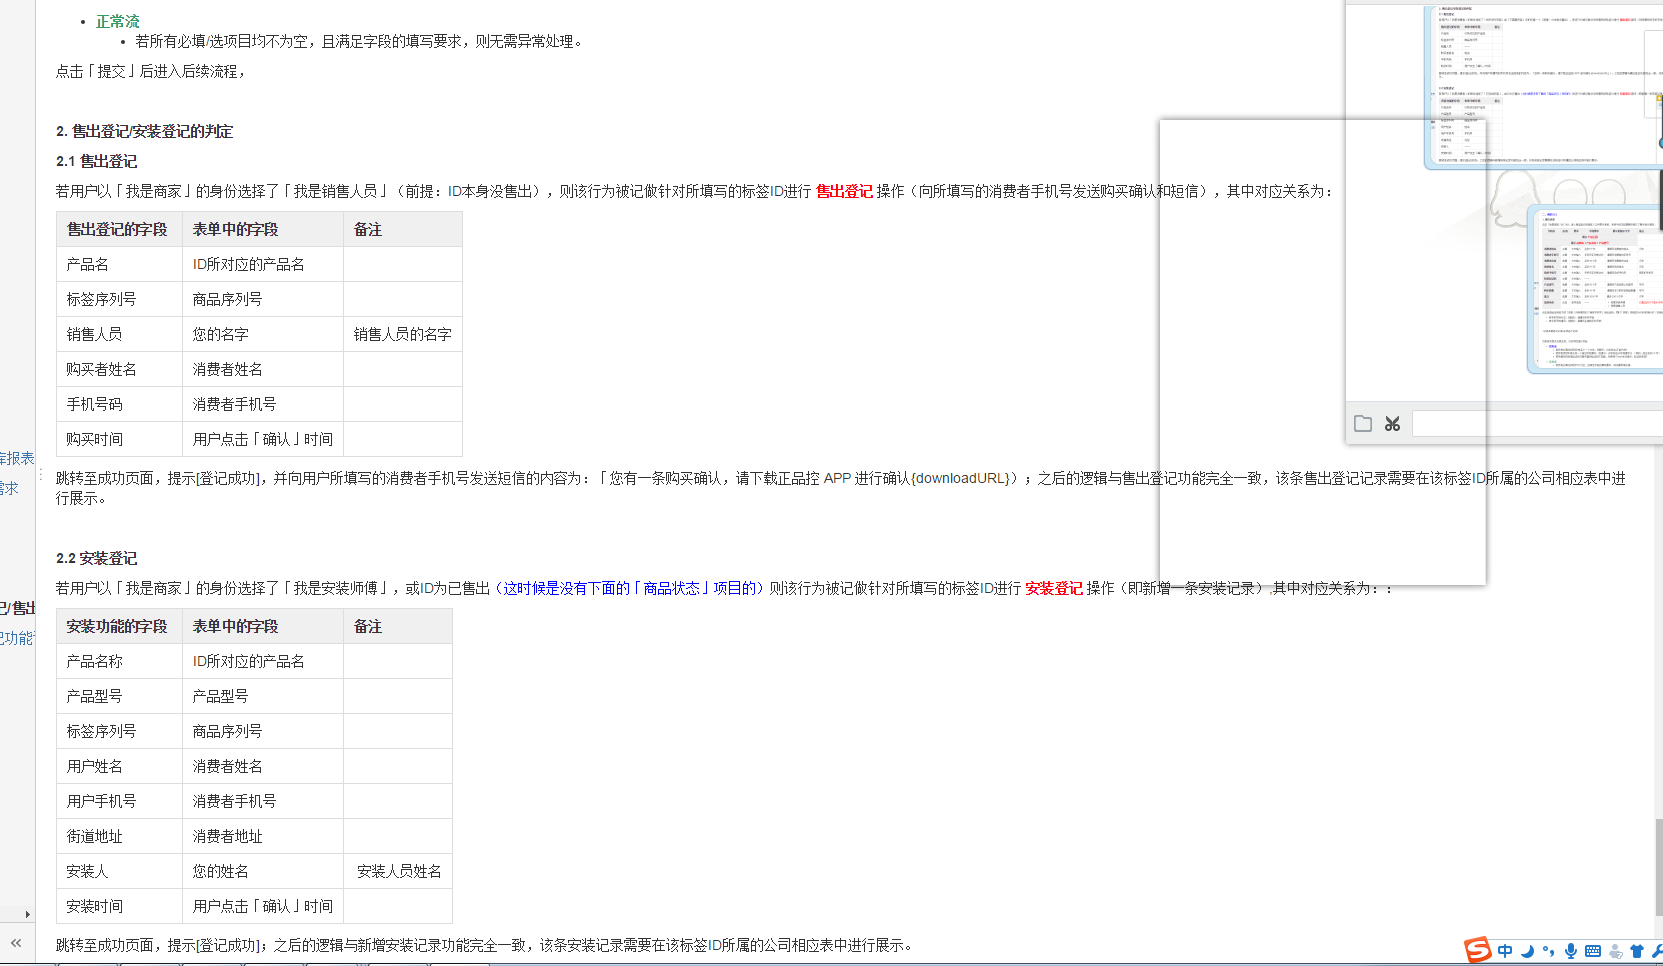 正常流
若所有必填/选项目均不为空，且满足字段的填写要求，则无需异常处理。
点击「提交」后进入后续流程，
2. 售出登记/安装登记的判定
2.1 售出登记
若用户以「我是商家」的身份选择了「我是销售人员」（前提：ID本身没售出），则该行为被记做针对所填写的标签ID进行 售出登记 操作（向所填写的消费者手机号发送购买确认和短信），其中对应关系为：
售出登记的字段 表单中的字段 备注
产品名 ID所对应的产品名
标签序列号 商品序列号
销售人员 您的名字 销售人员的名字
购买者姓名 消费者姓名
手机号码 消费者手机号
购买时间 用户点击「确认」时间
跳转至成功页面，提示[登记成功]，并向用户所填写的消费者手机号发送短信的内容为：「您有一条购买确认，请下载正品控 APP 进行确认{downloadURL}）；之后的逻辑与售出登记功能完全一致，该条售出登记记录需要在该标签ID所属的公司相应表中进
行展示。
2.2 安装登记
若用户以「我是商家」的身份选择了「我是安装师傅」，或ID为已售出（这时候是没有下面的「商品状态」项目的）则该行为被记做针对所填写的标签ID进行 安装登记 操作（即新增一条安装记录）,其中对应关系为：：
安装功能的字段 表单中的字段 备注
产品名称 ID所对应的产品名
产品型号 产品型号
标签序列号 商品序列号
用户姓名 消费者姓名
用户手机号 消费者手机号
街道地址 消费者地址
安装人 您的姓名 安装人员姓名
安装时间 用户点击「确认」时间
跳转至成功页面，提示[登记成功]；之后的逻辑与新增安装记录功能完全一致，该条安装记录需要在该标签ID所属的公司相应表中进行展示。
库报表
需求
记/售出
记功能
中